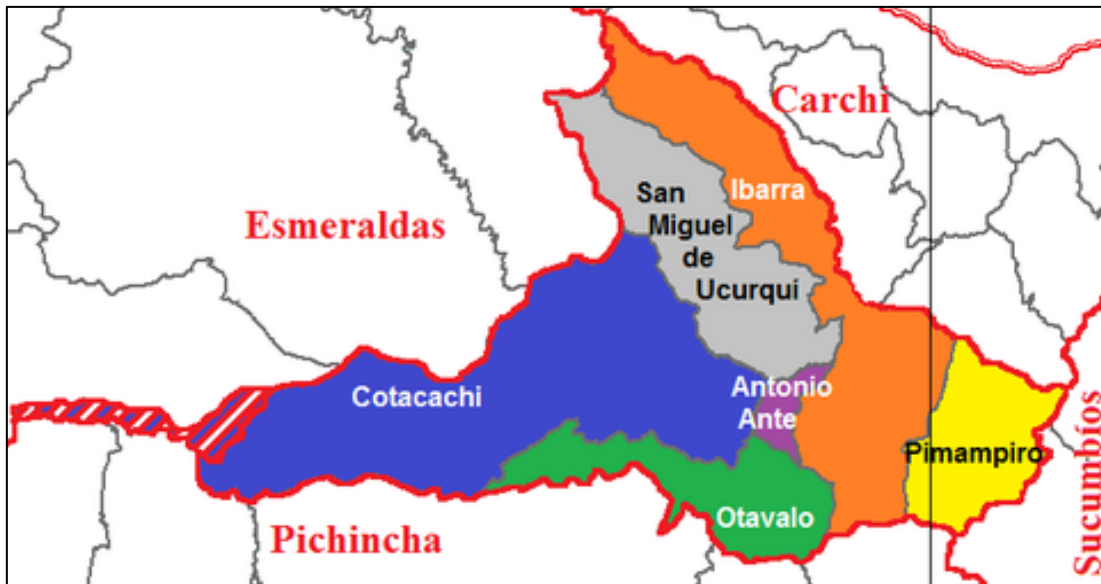 Carchi
Ibarra
San
Miguel
de
Ucurquí
Esmeraldas
Cotacachi
Antonio
Ante
Pimampiro
Otavalo
Pichincha
Sucumbíos